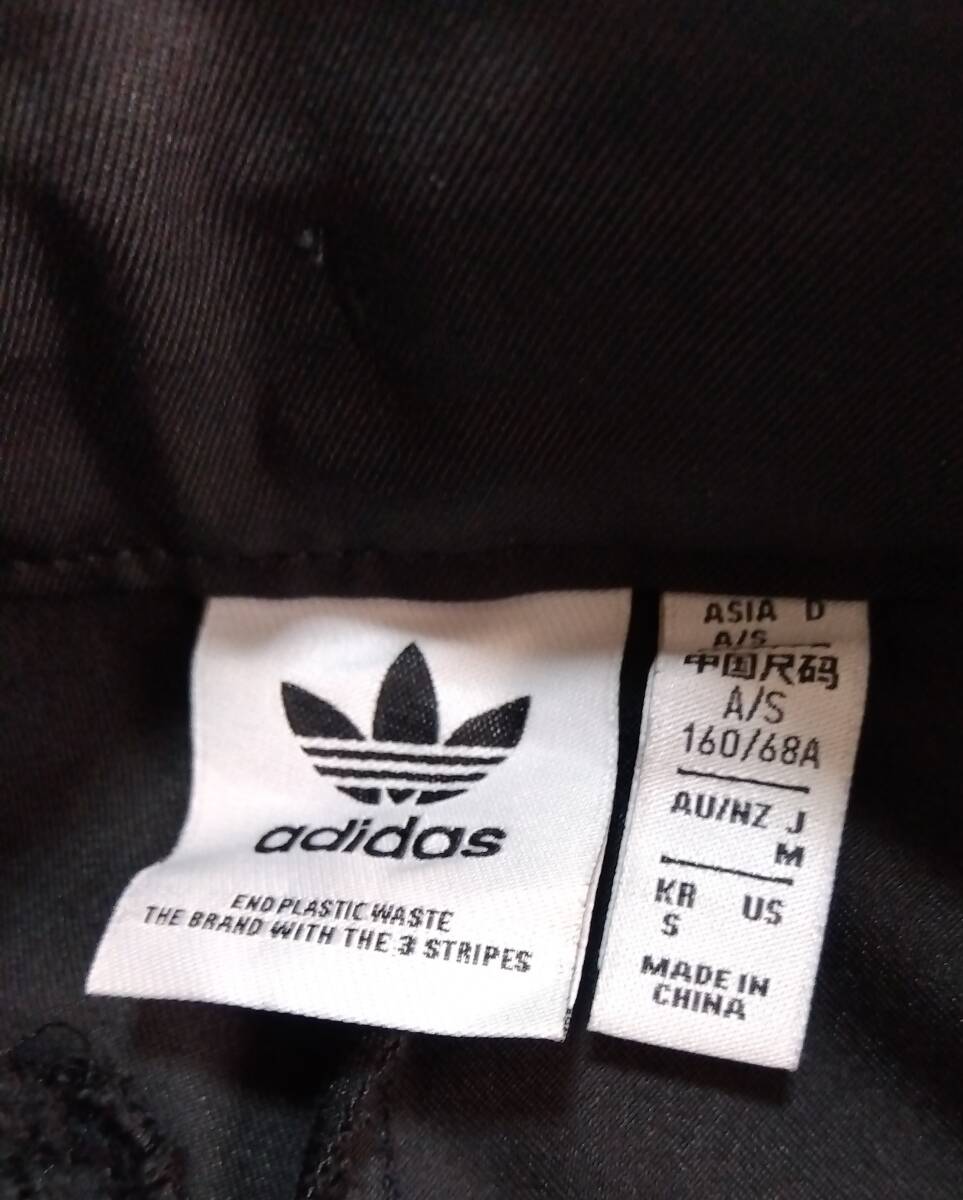 adidas
END PLASTIC WASTE
THE BRAND WITH THE 3 STRIPES
ASIA D
A/S
中国尺码
A/S
160/68A
AU/NZ J
M
KR US
S
MADE IN
CHINA